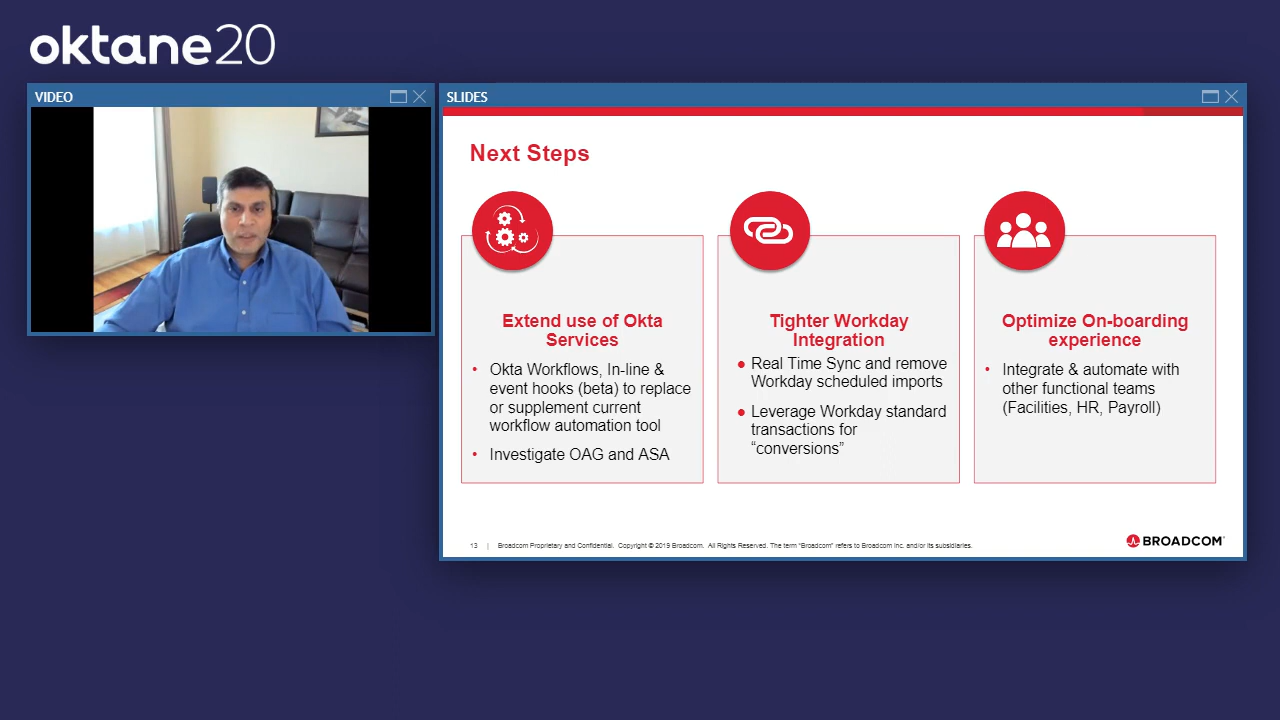 oktane20
VIDEO
SLIDES
Next Steps
Extend use of Okta
Services
• Okta Workflows, In-line &
event hooks (beta) to replace
or supplement current
workflow automation tool
• Investigate OAG and ASA
Tighter Workday
Integration
● Real Time Sync and remove
Workday scheduled imports
● Leverage Workday standard
transactions for
“conversions”
Optimize On-boarding
experience
• Integrate & automate with
other functional teams
(Facilities, HR, Payroll)
13 | Broadcom Proprietary and Confidential. Copyright © 2019 Broadcom. All Rights Reserved. The term “Broadcom” refers to Broadcom Inc. and/or its subsidiaries.
BROADCOM®